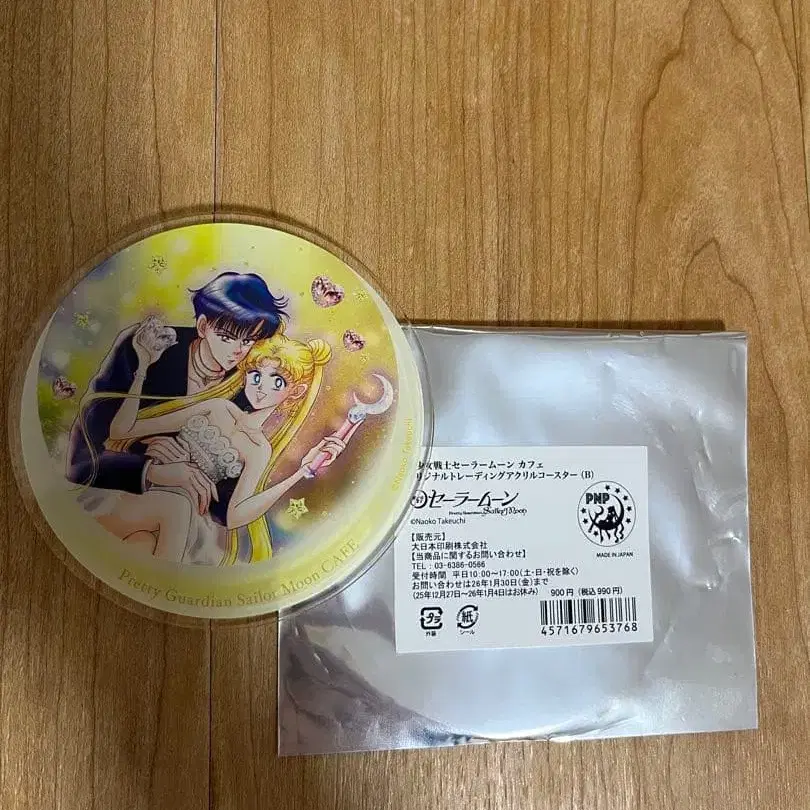 ©Naoko Takeuchi
Pretty Guardian Sailor Moon CAFE
少女戦士セーラームーン カフェ
リジナルトレーディングアクリルコースター (B)
セーラームーン
Pretty Guardian Sailor Moon
©Naoko Takeuchi
PNP
MADE IN JAPAN
【販売元】
大日本印刷株式会社
【当商品に関するお問い合わせ】
TEL : 03-6386-0566
受付時間 平日10:00~17:00(土・日・祝を除く)
お問い合わせは26年1月30日(金)まで
(25年12月27日~26年1月4日はお休み) 900円 (税込990円)
プラ
外装
紙
シール
4571679653768